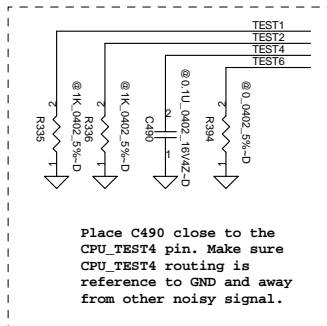 TEST1
TEST2
TEST4
TEST6
2
1
R335
@1K_0402_5%~D
2
1
R336
@1K_0402_5%~D
2
1
C490
@0.1U_0402_16V4Z~D
2
1
R394
@0_0402_5%~D
Place C490 close to the
CPU_TEST4 pin. Make sure
CPU_TEST4 routing is
reference to GND and away
from other noisy signal.